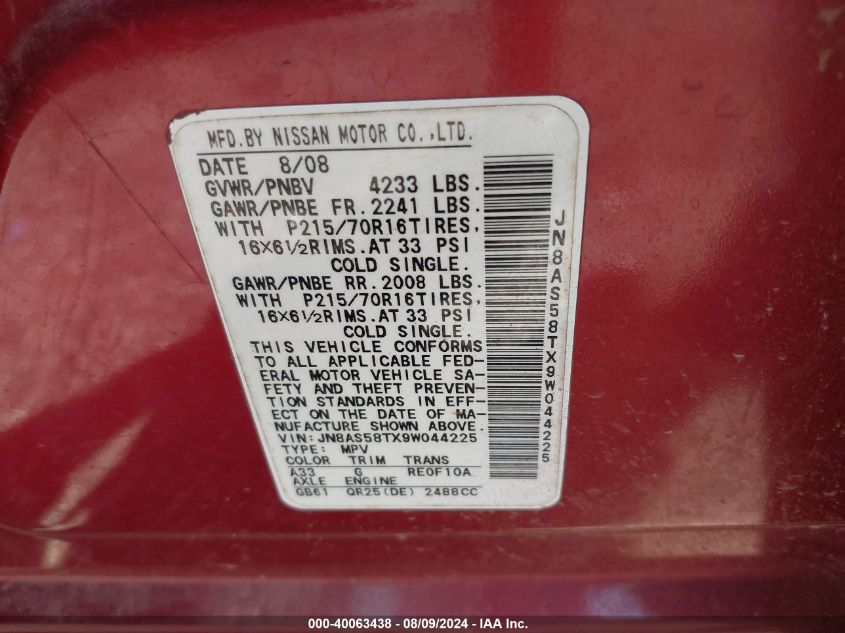 MFD.BY NISSAN MOTOR CO.,LTD.
DATE 8/08
GVWR/PNBV 4233 LBS.
GAWR/PNBE FR.2241 LBS.
WITH P215/70R16TIRES,
16X6½RIMS.AT 33 PSI
COLD SINGLE.
GAWR/PNBE RR.2008 LBS.
WITH P215/70R16TIRES,
16X6½RIMS.AT 33 PSI
COLD SINGLE.
THIS VEHICLE CONFORMS
TO ALL APPLICABLE FED-
ERAL MOTOR VEHICLE SA-
FETY AND THEFT PREVEN-
TION STANDARDS IN EFF-
ECT ON THE DATE OF MA-
NUFACTURE SHOWN ABOVE.
VIN:JN8AS58TX9W044225
TYPE: MPV
COLOR TRIM TRANS
A33 G RE0F10A
AXLE ENGINE
GB61 QR25(DE) 2488CC
JN8AS58TX9W044225
000-40063438 - 08/09/2024 - IAA Inc.